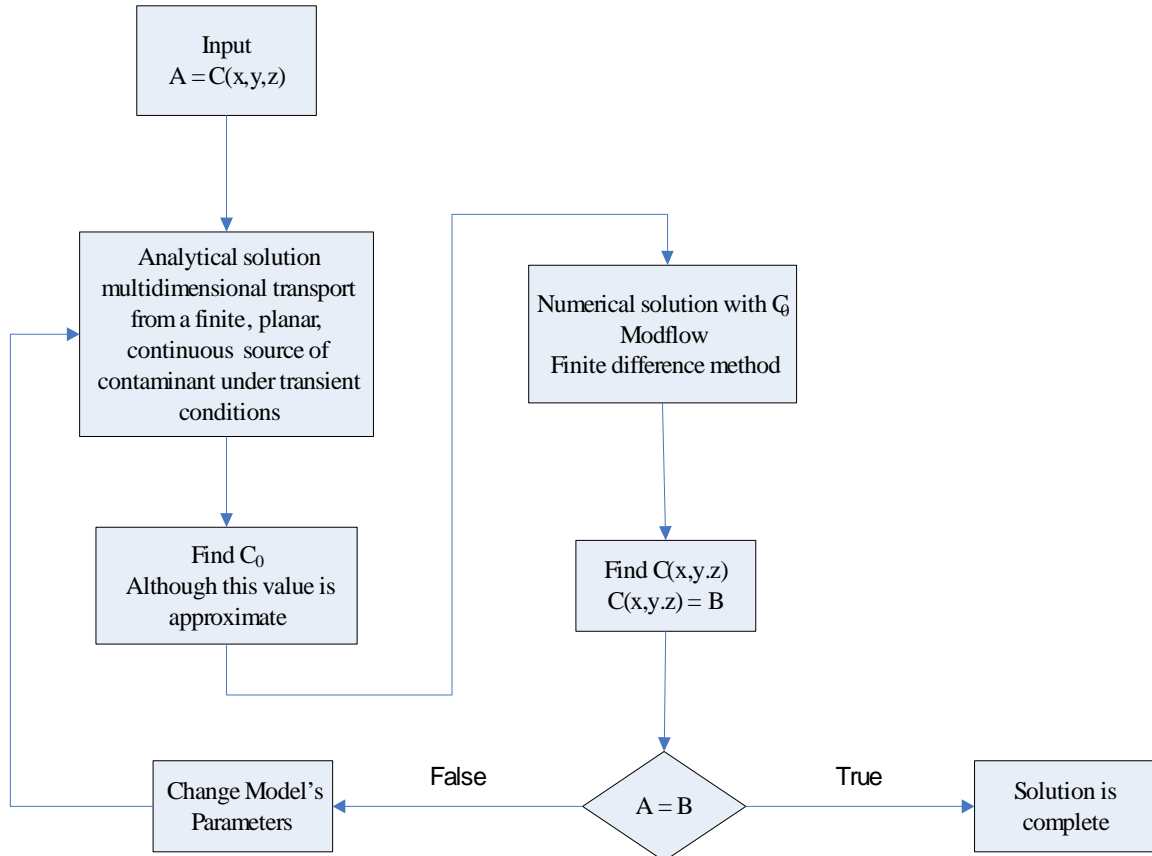 Input
A = C(x,y,z)
Analytical solution
multidimensional transport
from a finite, planar,
continuous source of
contaminant under transient
conditions
Find C₀
Although this value is
approximate
Numerical solution with C₀
Modflow
Finite difference method
Find C(x,y.z)
C(x,y.z) = B
A = B
False
True
Change Model's
Parameters
Solution is
complete